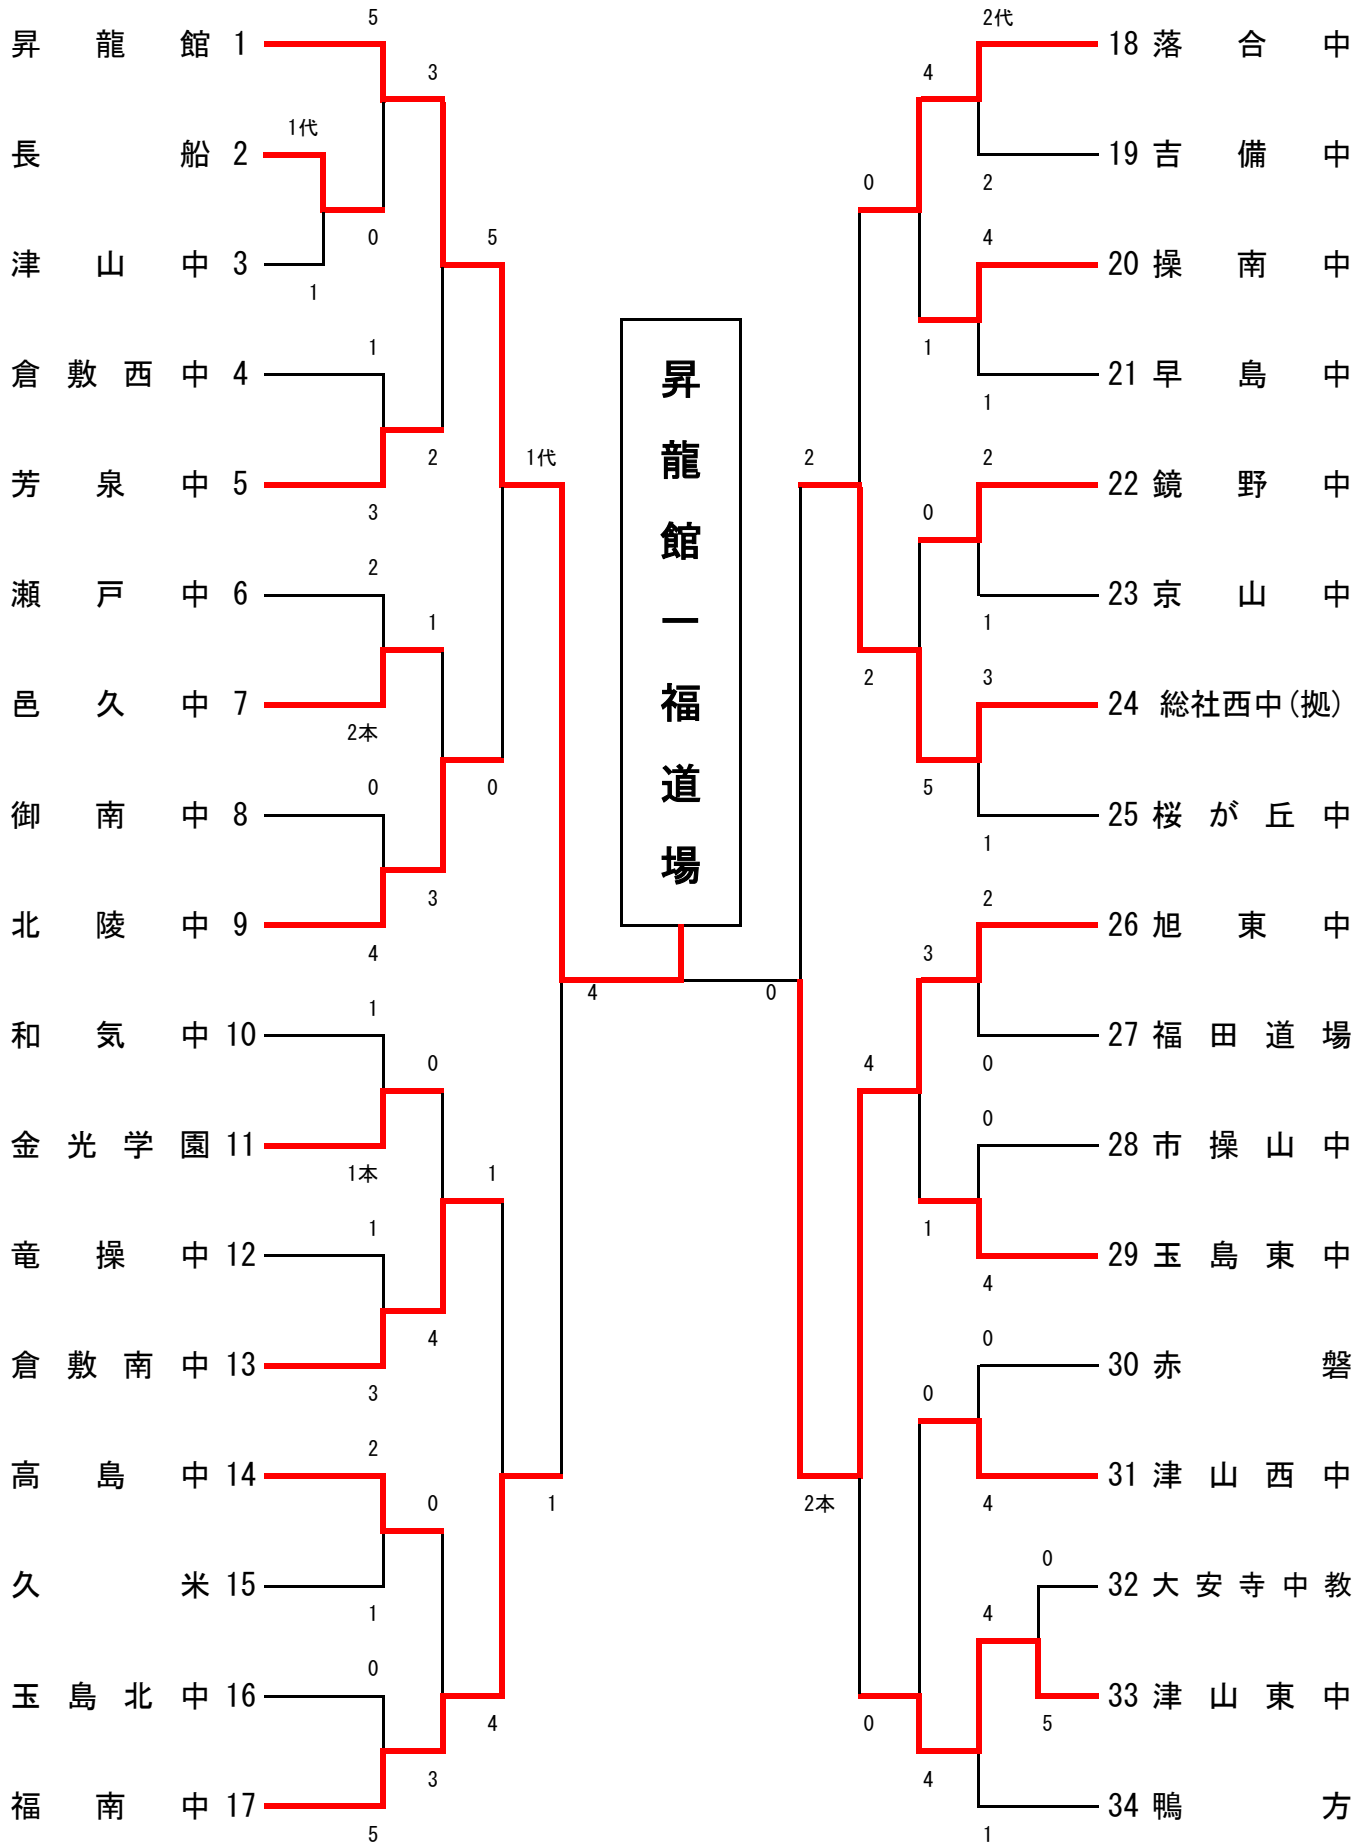 昇龍館 1
長船 2
津山中 3
倉敷西中 4
芳泉中 5
瀬戸中 6
邑久中 7
御南中 8
北陵中 9
和気中 10
金光学園 11
竜操中 12
倉敷南中 13
高島中 14
久米 15
玉島北中 16
福南中 17
5
1代
1
0
3
1
3
2
5
2
2本
1
0
4
3
0
1代
1
1本
0
1
3
4
1
2
1
0
0
5
3
4
1
4
0
昇龍館一福道場
2代
2
4
4
1
1
0
2
1
0
3
1
5
2
2
2
0
3
0
4
1
4
0
4
0
0
5
4
1
4
0
2本
18 落合中
19 吉備中
20 操南中
21 早島中
22 鏡野中
23 京山中
24 総社西中(拠)
25 桜が丘中
26 旭東中
27 福田道場
28 市操山中
29 玉島東中
30 赤磐
31 津山西中
32 大安寺中教
33 津山東中
34 鴨方